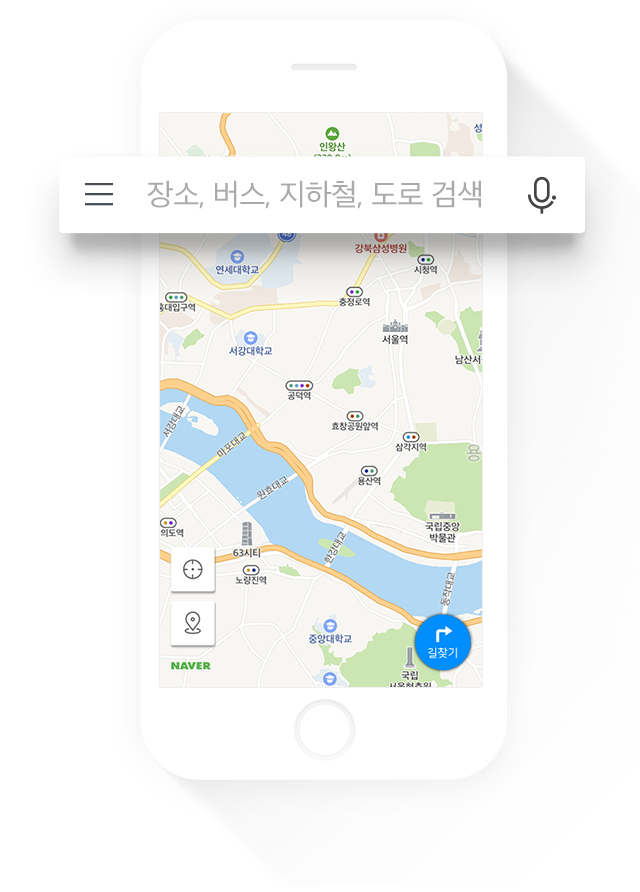 인왕산
장소, 버스, 지하철, 도로 검색
연세대학교
강북삼성병원
시청역
충정로역
홍대입구역
서울역
서강대학교
남산서
공덕역
서강대교
효창공원앞역
마포대교
삼각지역
용
용산역
원효대교
국립중앙
박물관
의도역
63시티
한강대교
노량진역
동작대교
중앙대학교
길찾기
NAVER
국립
서울현충원